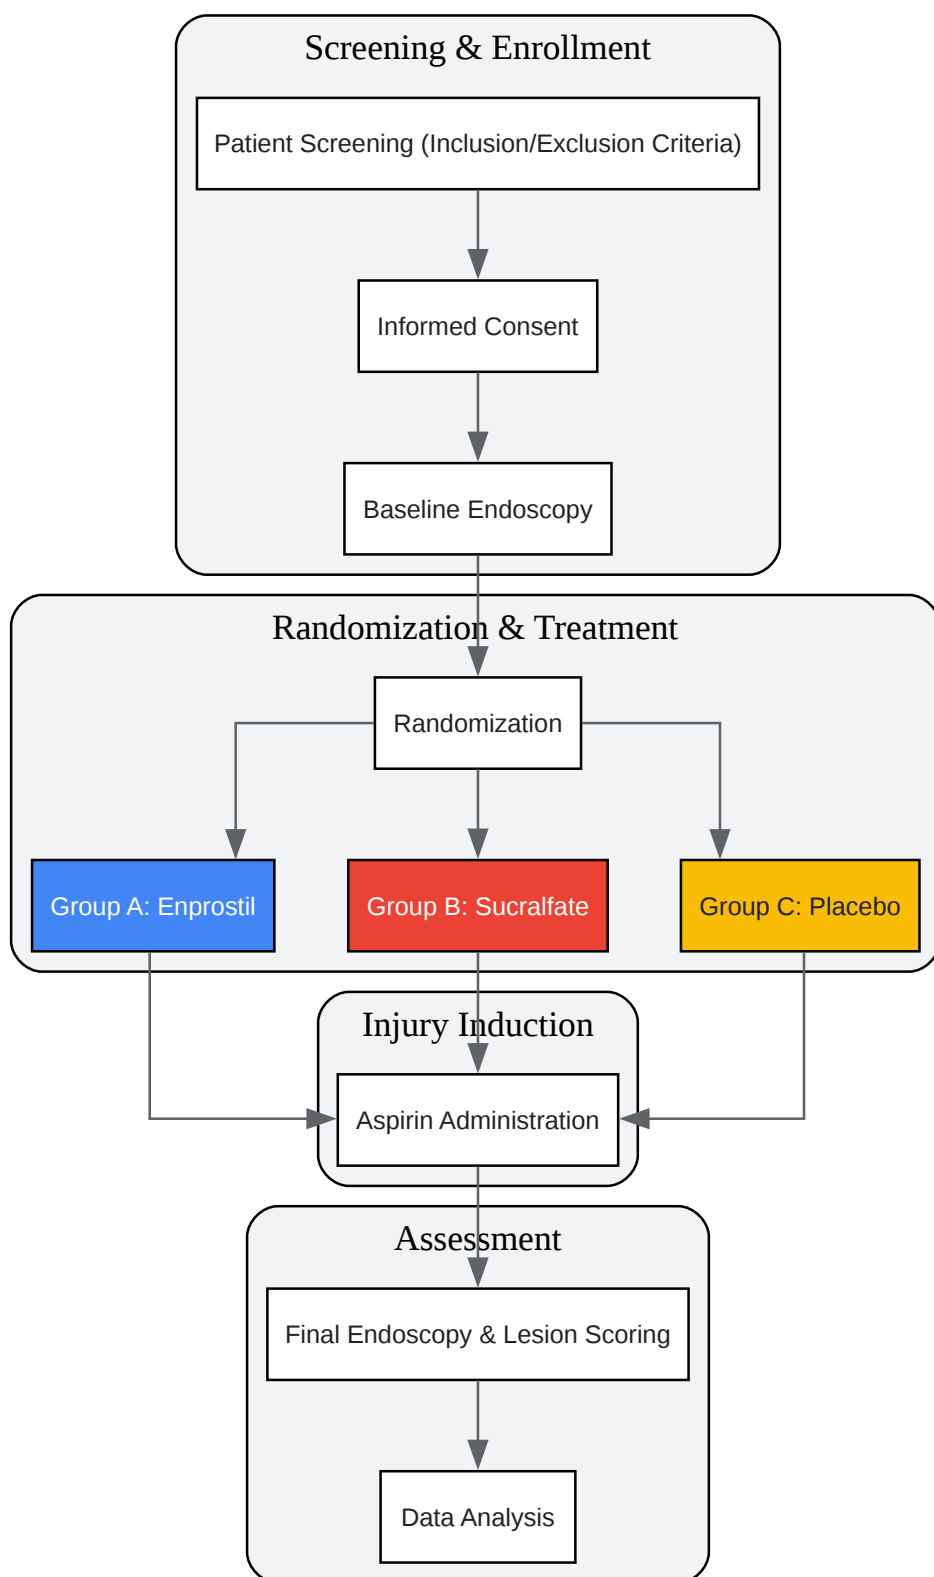 Screening & Enrollment
Patient Screening (Inclusion/Exclusion Criteria)
Informed Consent
Baseline Endoscopy
Randomization & Treatment
Randomization
Group A: Enprostil
Group B: Sucralfate
Group C: Placebo
Injury Induction
Aspirin Administration
Assessment
Final Endoscopy & Lesion Scoring
Data Analysis